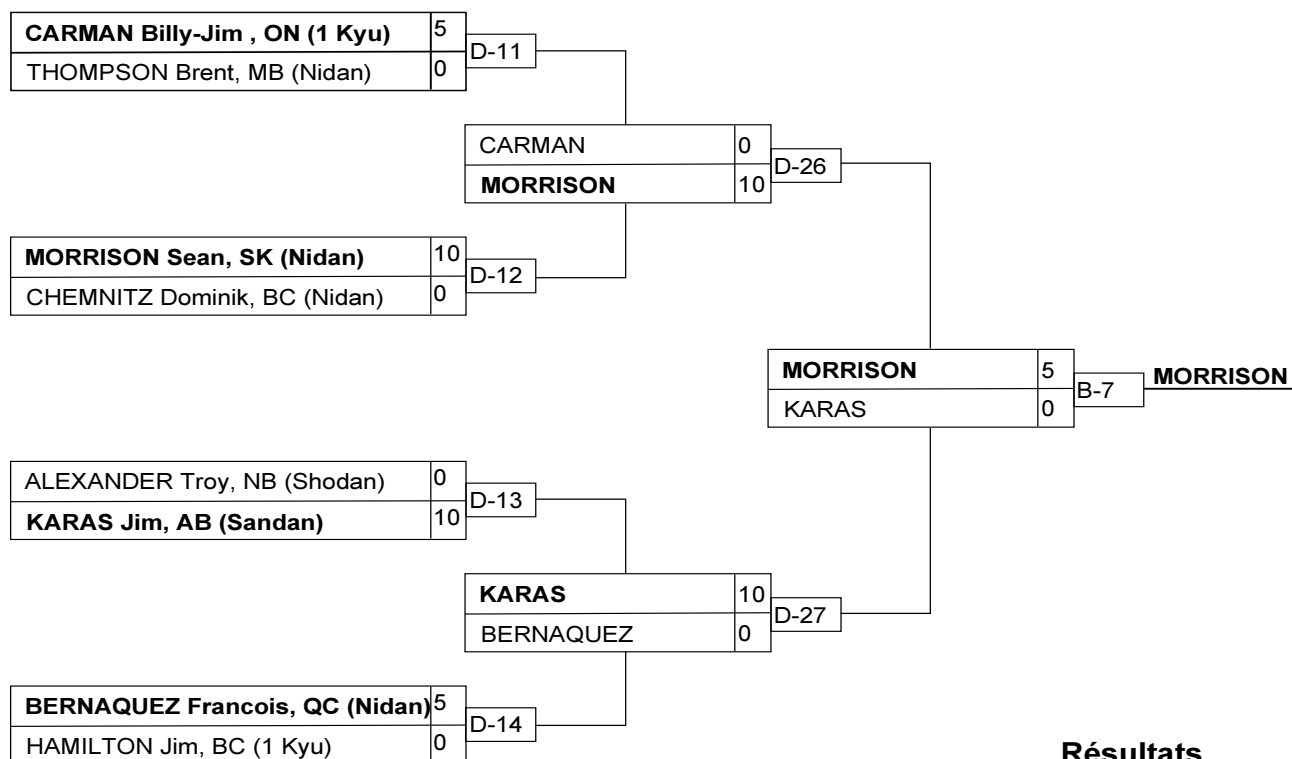 CARMAN Billy-Jim , ON (1 Kyu) 5
D-11
THOMPSON Brent, MB (Nidan) 0
CARMAN 0
D-26
MORRISON 10
MORRISON Sean, SK (Nidan) 10
D-12
CHEMNITZ Dominik, BC (Nidan) 0
MORRISON 5
B-7 MORRISON
KARAS 0
ALEXANDER Troy, NB (Shodan) 0
D-13
KARAS Jim, AB (Sandan) 10
KARAS 10
D-27
BERNAQUEZ 0
BERNAQUEZ Francois, QC (Nidan) 5
D-14
HAMILTON Jim, BC (1 Kyu) 0
Résultats